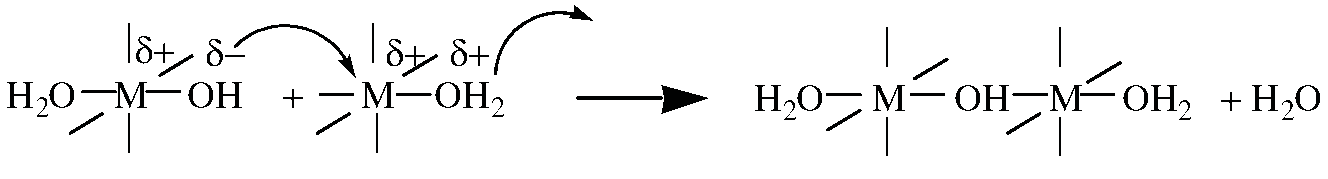 δ+ δ− δ+ δ+
H₂O M OH + M OH₂ H₂O M OH M OH₂ + H₂O